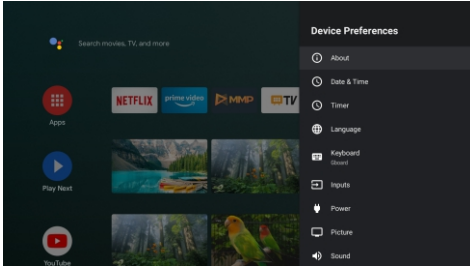 Search movies, TV, and more
Apps
NETFLIX
prime video
MMP
TV
Play Next
YouTube
Device Preferences
About
Date & Time
Timer
Language
Keyboard
Gboard
Inputs
Power
Picture
Sound